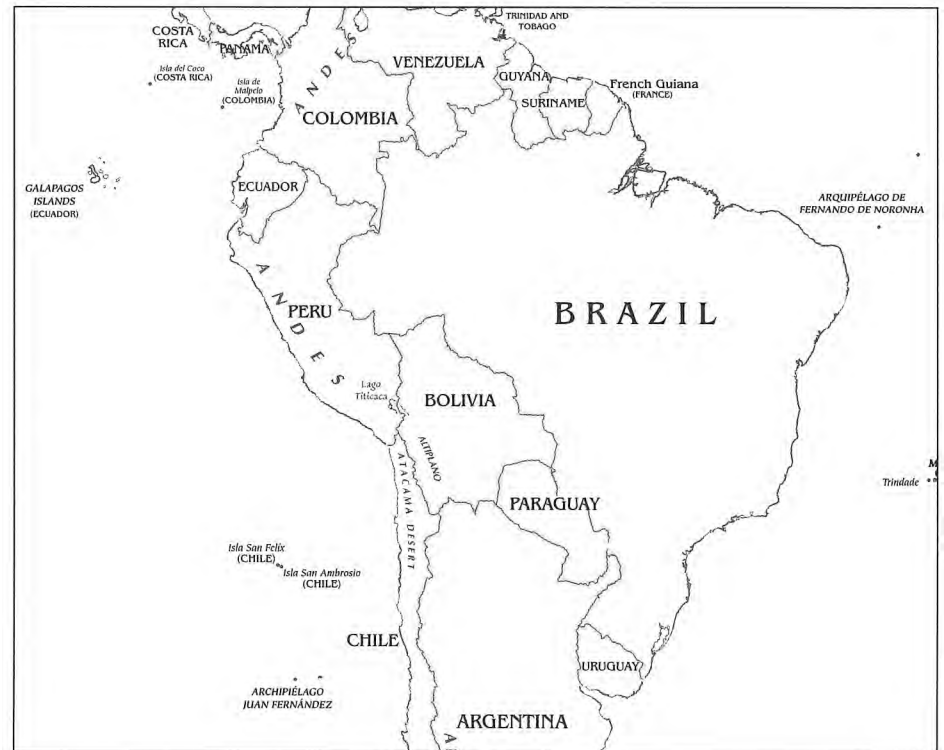 TRINIDAD AND
TOBAGO
COSTA
RICA
PANAMA
ANDES
VENEZUELA
Isla del Coco
(COSTA RICA)
Isla de
Malpelo
(COLOMBIA)
GUYANA
French Guiana
(FRANCE)
SURINAME
COLOMBIA
GALAPAGOS
ISLANDS
(ECUADOR)
ECUADOR
ARQUIPÉLAGO DE
FERNANDO DE NORONHA
ANDES
PERU
BRAZIL
Lago
Titicaca
BOLIVIA
ALTIPLANO
ATACAMA DESERT
M
Trindade
PARAGUAY
Isla San Felix
(CHILE)
Isla San Ambrosio
(CHILE)
CHILE
URUGUAY
ARCHIPIÉLAGO
JUAN FERNÁNDEZ
ARGENTINA
A